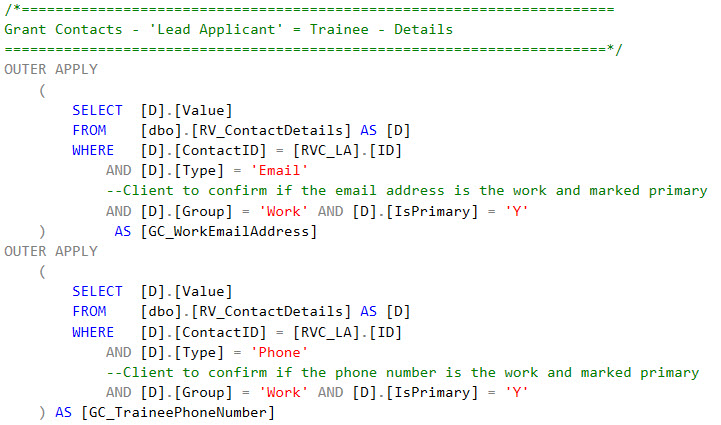 /*======================================================================
Grant Contacts - 'Lead Applicant' = Trainee - Details
=======================================================================*/
OUTER APPLY
    (
        SELECT  [D].[Value]
        FROM    [dbo].[RV_ContactDetails] AS [D]
        WHERE   [D].[ContactID] = [RVC_LA].[ID]
            AND [D].[Type] = 'Email'
            --Client to confirm if the email address is the work and marked primary
            AND [D].[Group] = 'Work' AND [D].[IsPrimary] = 'Y'
    )        AS [GC_WorkEmailAddress]
OUTER APPLY
    (
        SELECT  [D].[Value]
        FROM    [dbo].[RV_ContactDetails] AS [D]
        WHERE   [D].[ContactID] = [RVC_LA].[ID]
            AND [D].[Type] = 'Phone'
            --Client to confirm if the phone number is the work and marked primary
            AND [D].[Group] = 'Work' AND [D].[IsPrimary] = 'Y'
    ) AS [GC_TraineePhoneNumber]